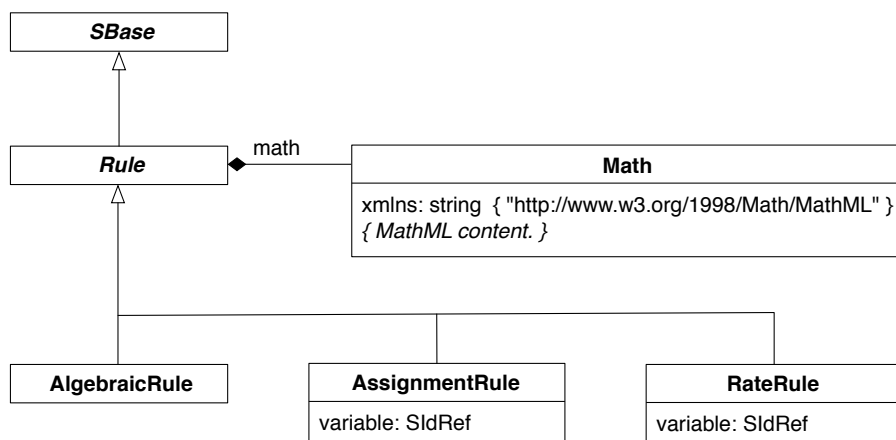 SBase
Rule
math
Math
xmlns: string { "http://www.w3.org/1998/Math/MathML" }
{ MathML content. }
AlgebraicRule
AssignmentRule
RateRule
variable: SIdRef
variable: SIdRef